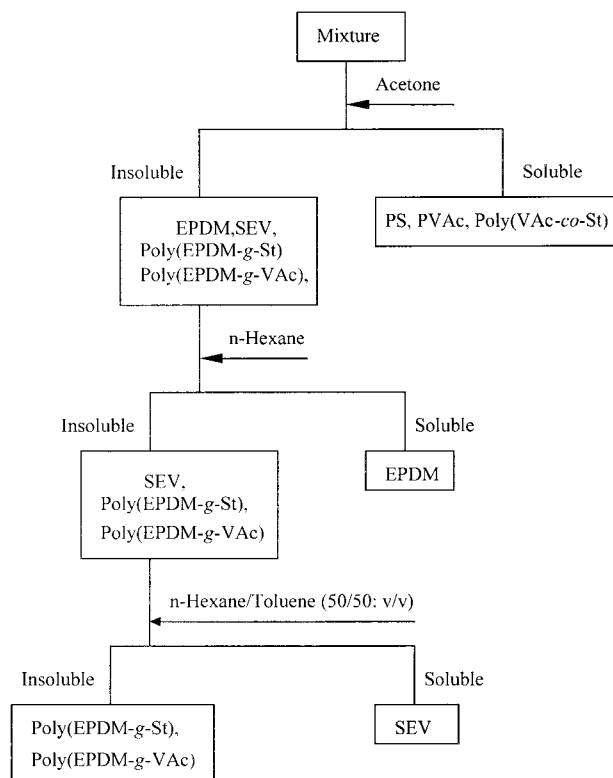 Mixture
Acetone
Insoluble
Soluble
EPDM,SEV,
Poly(EPDM-g-St)
Poly(EPDM-g-VAc),
PS, PVAc, Poly(VAc-co-St)
n-Hexane
Insoluble
Soluble
SEV,
Poly(EPDM-g-St),
Poly(EPDM-g-VAc)
EPDM
n-Hexane/Toluene (50/50: v/v)
Insoluble
Soluble
Poly(EPDM-g-St),
Poly(EPDM-g-VAc)
SEV